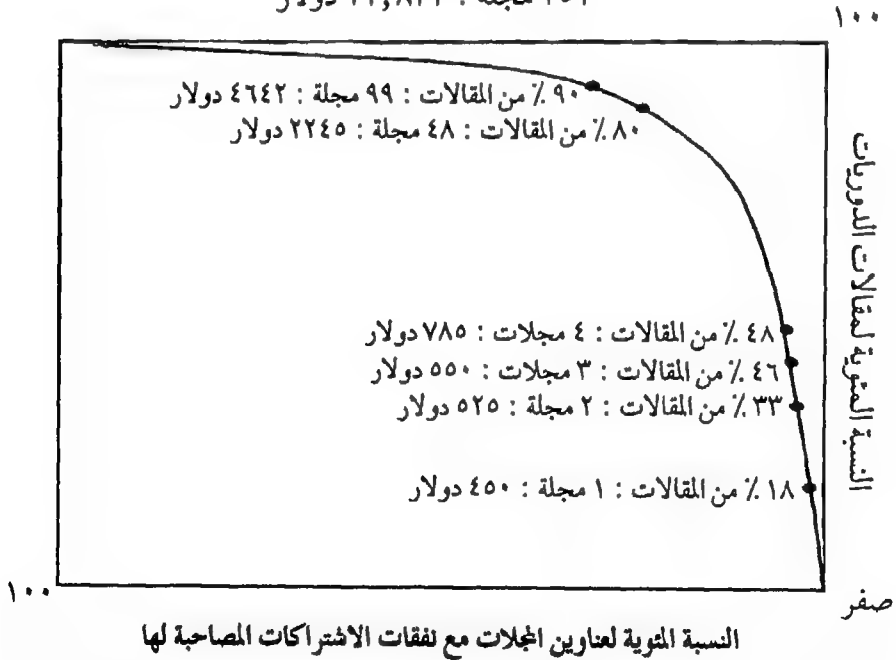 ١٠٠
٩٠ ٪ من المقالات : ٩٩ مجلة : ٤٦٤٢ دولار
٨٠ ٪ من المقالات : ٤٨ مجلة : ٢٢٤٥ دولار
٤٨ ٪ من المقالات : ٤ مجلات : ٧٨٥ دولار
٤٦ ٪ من المقالات : ٣ مجلات : ٥٥٠ دولار
٣٣ ٪ من المقالات : ٢ مجلة : ٥٢٥ دولار
١٨ ٪ من المقالات : ١ مجلة : ٤٥٠ دولار
النسبة المئوية لمقالات الدوريات
صفر
١٠٠
النسبة المئوية لعناوين المجلات مع نفقات الاشتراكات المصاحبة لها